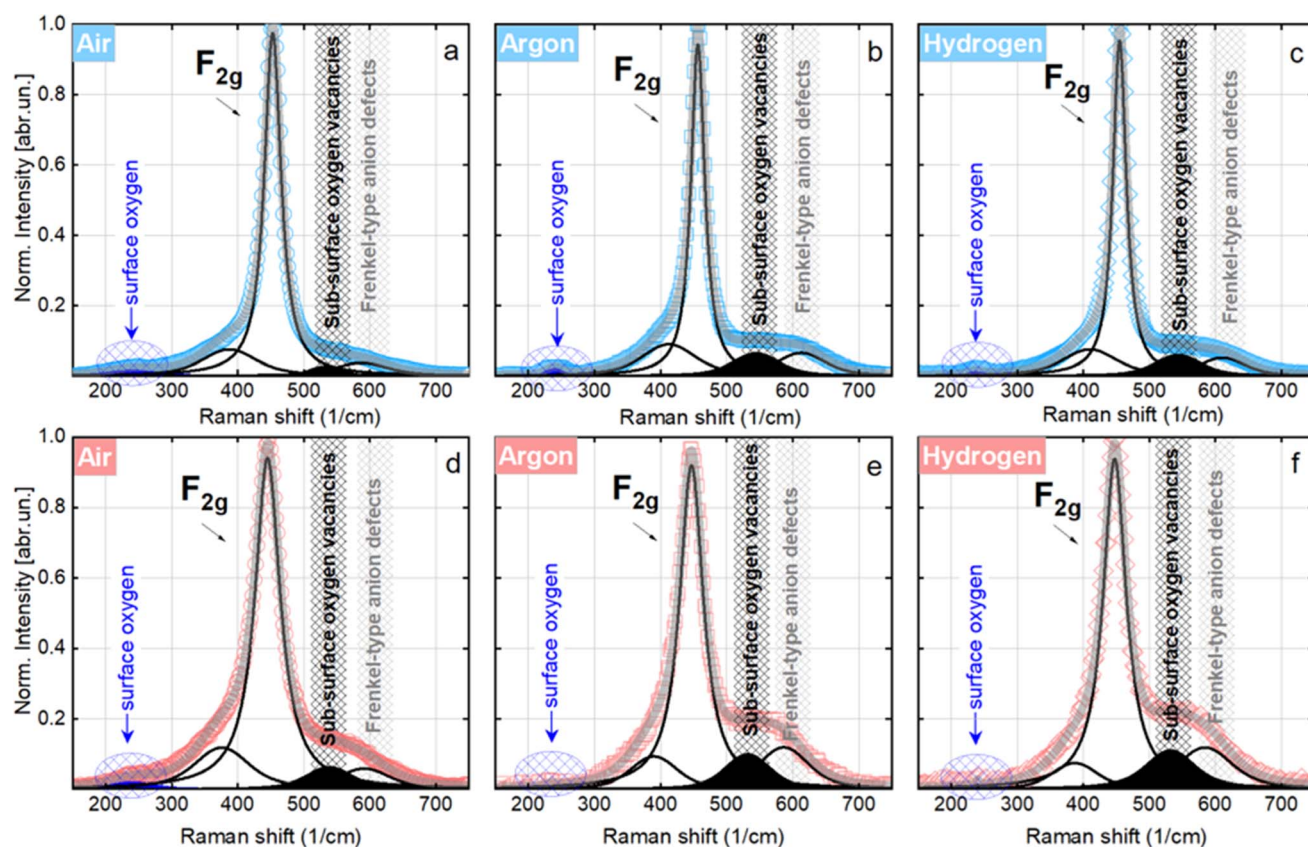 Air
a
F2g
surface oxygen
Sub-surface oxygen vacancies
Frenkel-type anion defects
Norm. Intensity [abr.un.]
1.0
0.8
0.6
0.4
0.2
200 300 400 500 600 700
Raman shift (1/cm)
Argon
b
F2g
surface oxygen
Sub-surface oxygen vacancies
Frenkel-type anion defects
200 300 400 500 600 700
Raman shift (1/cm)
Hydrogen
c
F2g
surface oxygen
Sub-surface oxygen vacancies
Frenkel-type anion defects
200 300 400 500 600 700
Raman shift (1/cm)
Air
d
F2g
surface oxygen
Sub-surface oxygen vacancies
Frenkel-type anion defects
Norm. Intensity [abr.un.]
1.0
0.8
0.6
0.4
0.2
200 300 400 500 600 700
Raman shift (1/cm)
Argon
e
F2g
surface oxygen
Sub-surface oxygen vacancies
Frenkel-type anion defects
200 300 400 500 600 700
Raman shift (1/cm)
Hydrogen
f
F2g
surface oxygen
Sub-surface oxygen vacancies
Frenkel-type anion defects
200 300 400 500 600 700
Raman shift (1/cm)